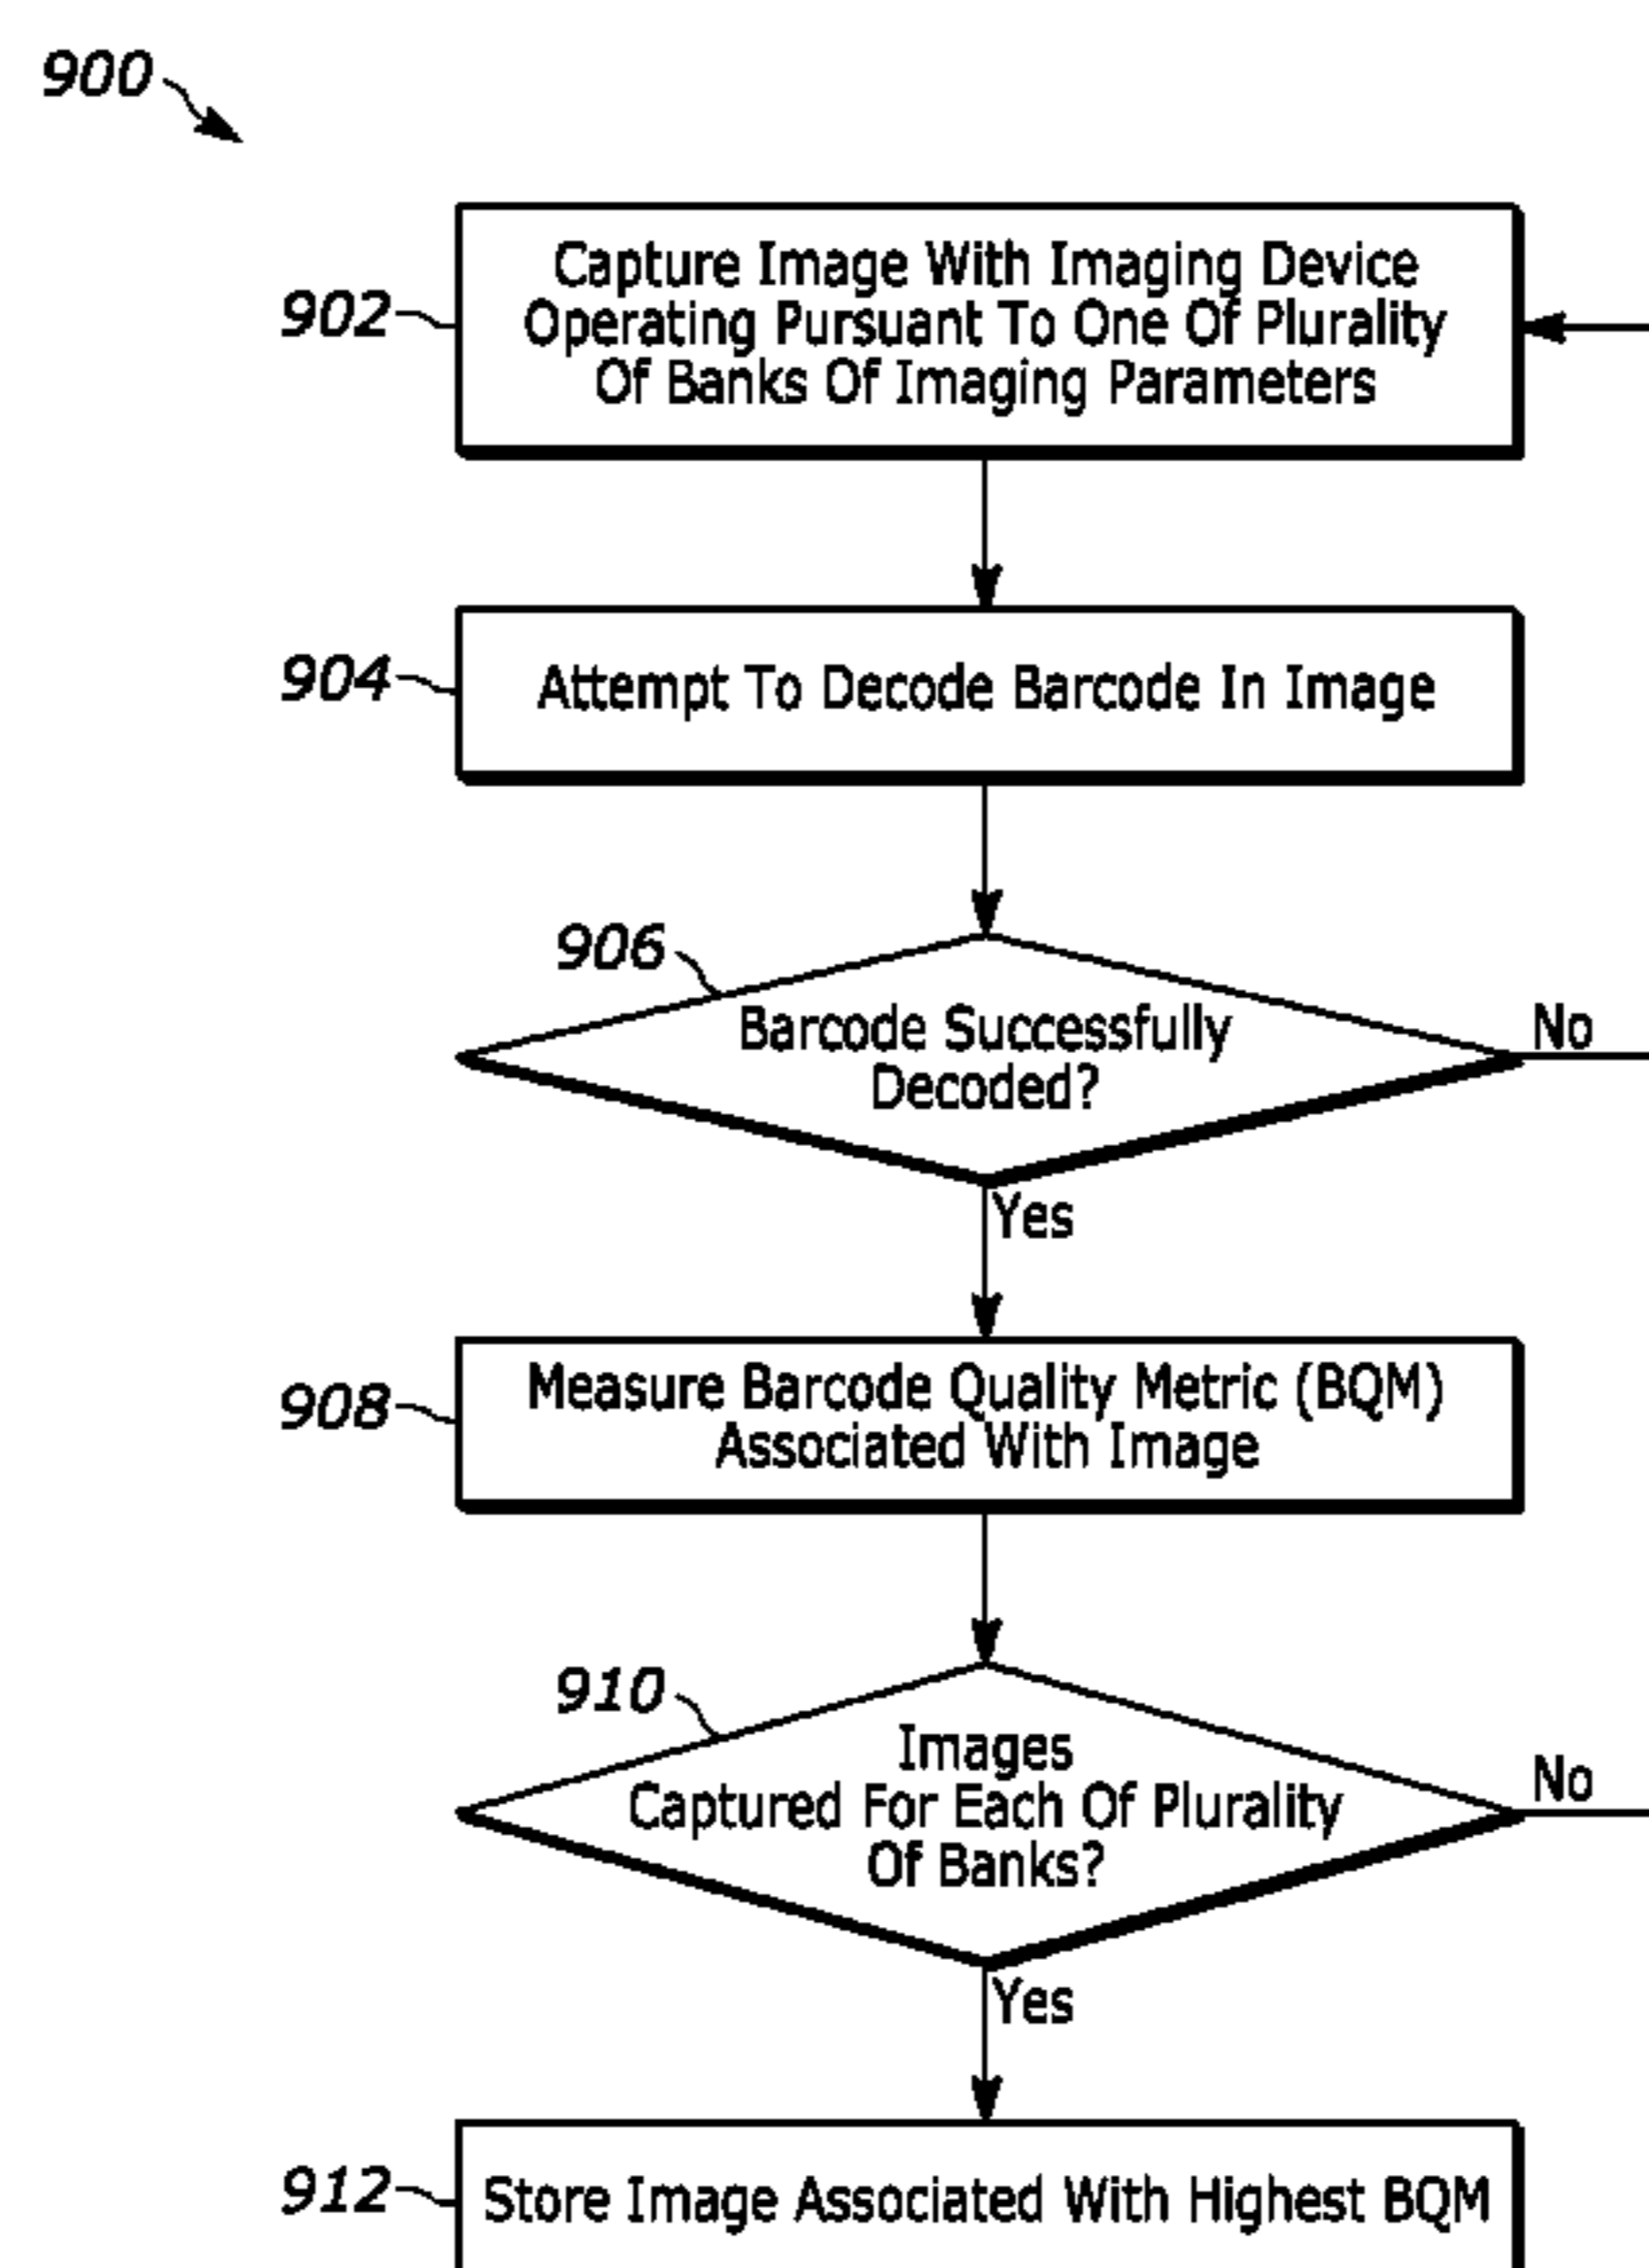 900
902
Capture Image With Imaging Device
Operating Pursuant To One Of Plurality
Of Banks Of Imaging Parameters
904
Attempt To Decode Barcode In Image
906
Barcode Successfully
Decoded?
No
Yes
908
Measure Barcode Quality Metric (BQM)
Associated With Image
910
Images
Captured For Each Of Plurality
Of Banks?
No
Yes
912
Store Image Associated With Highest BQM